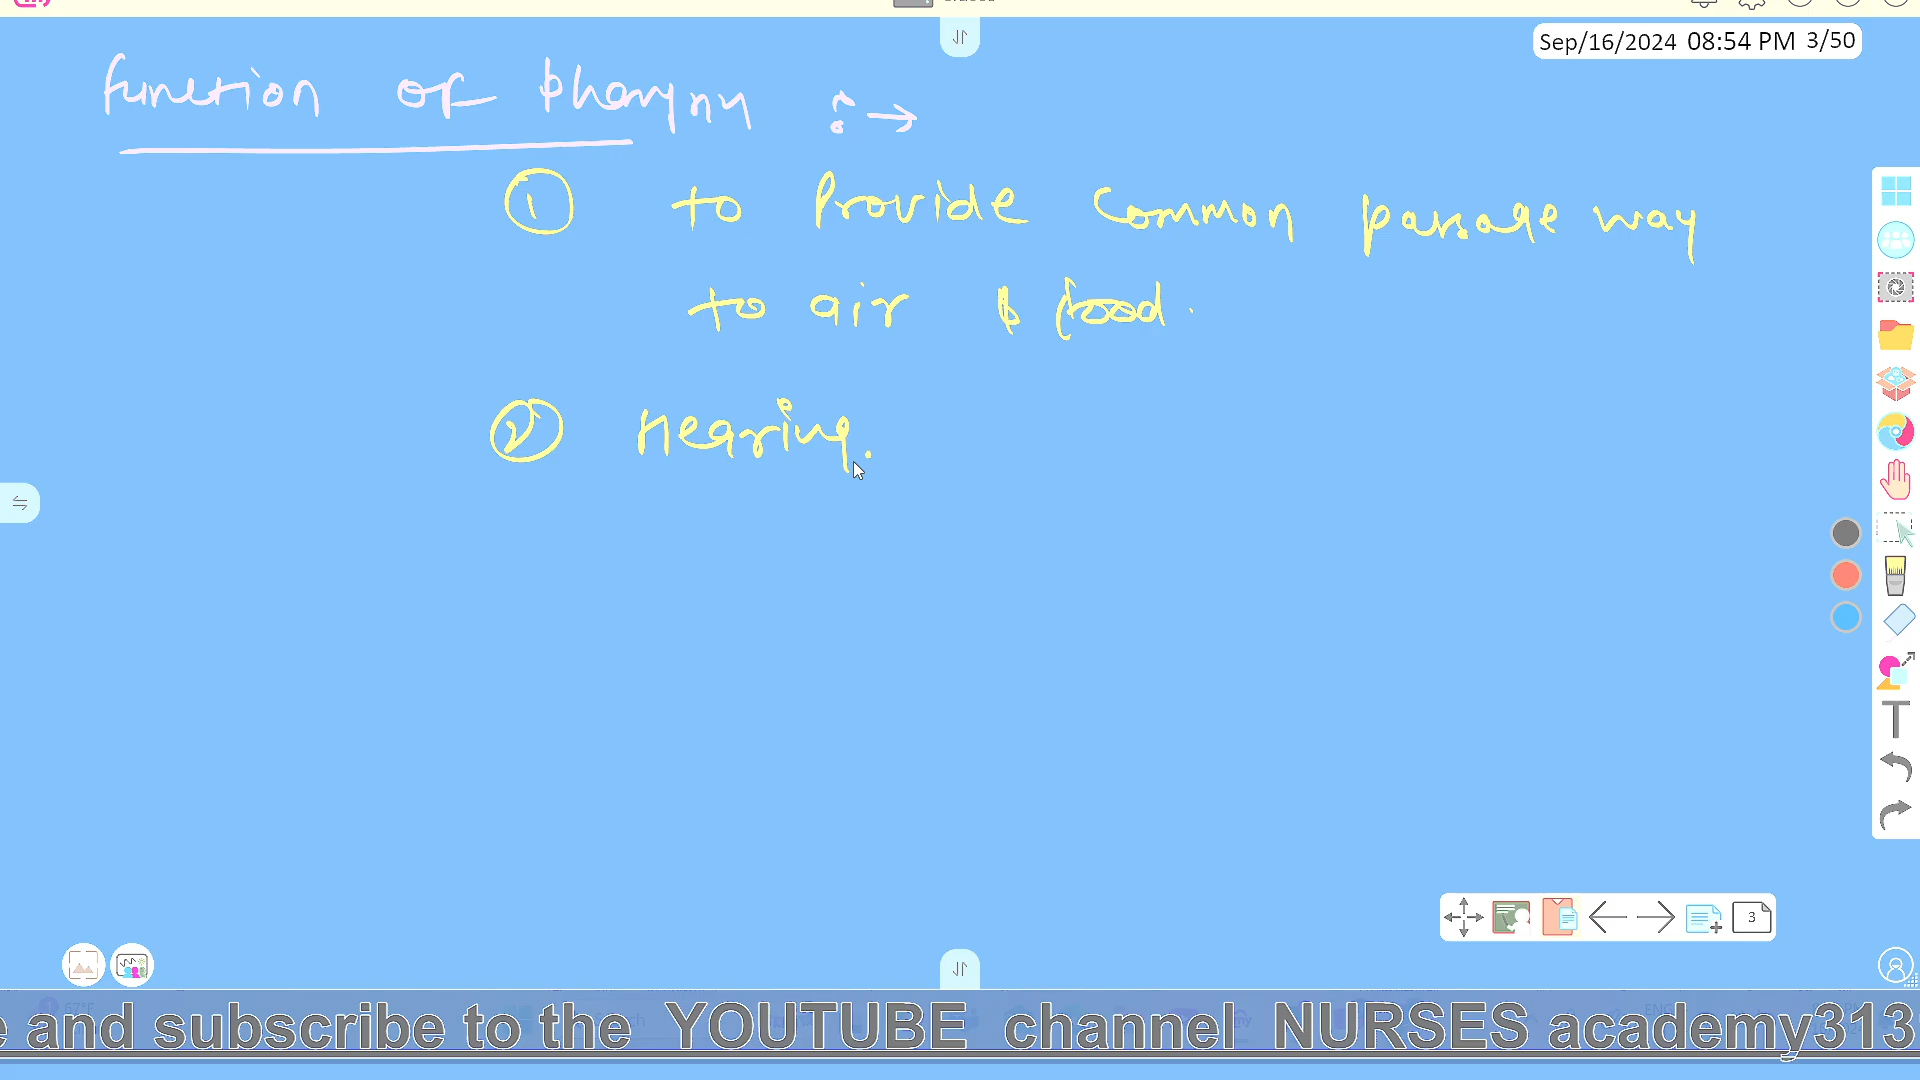 Sep/16/2024 08:54 PM 3/50
function of pharynx :→
① to Provide common passage way
to air & food.
② Hearing.
3
e and subscribe to the YOUTUBE channel NURSES academy313